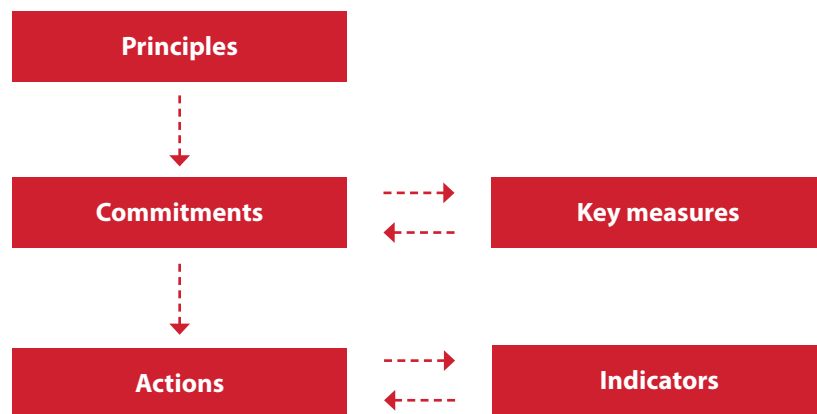 Principles
Commitments
Key measures
Actions
Indicators